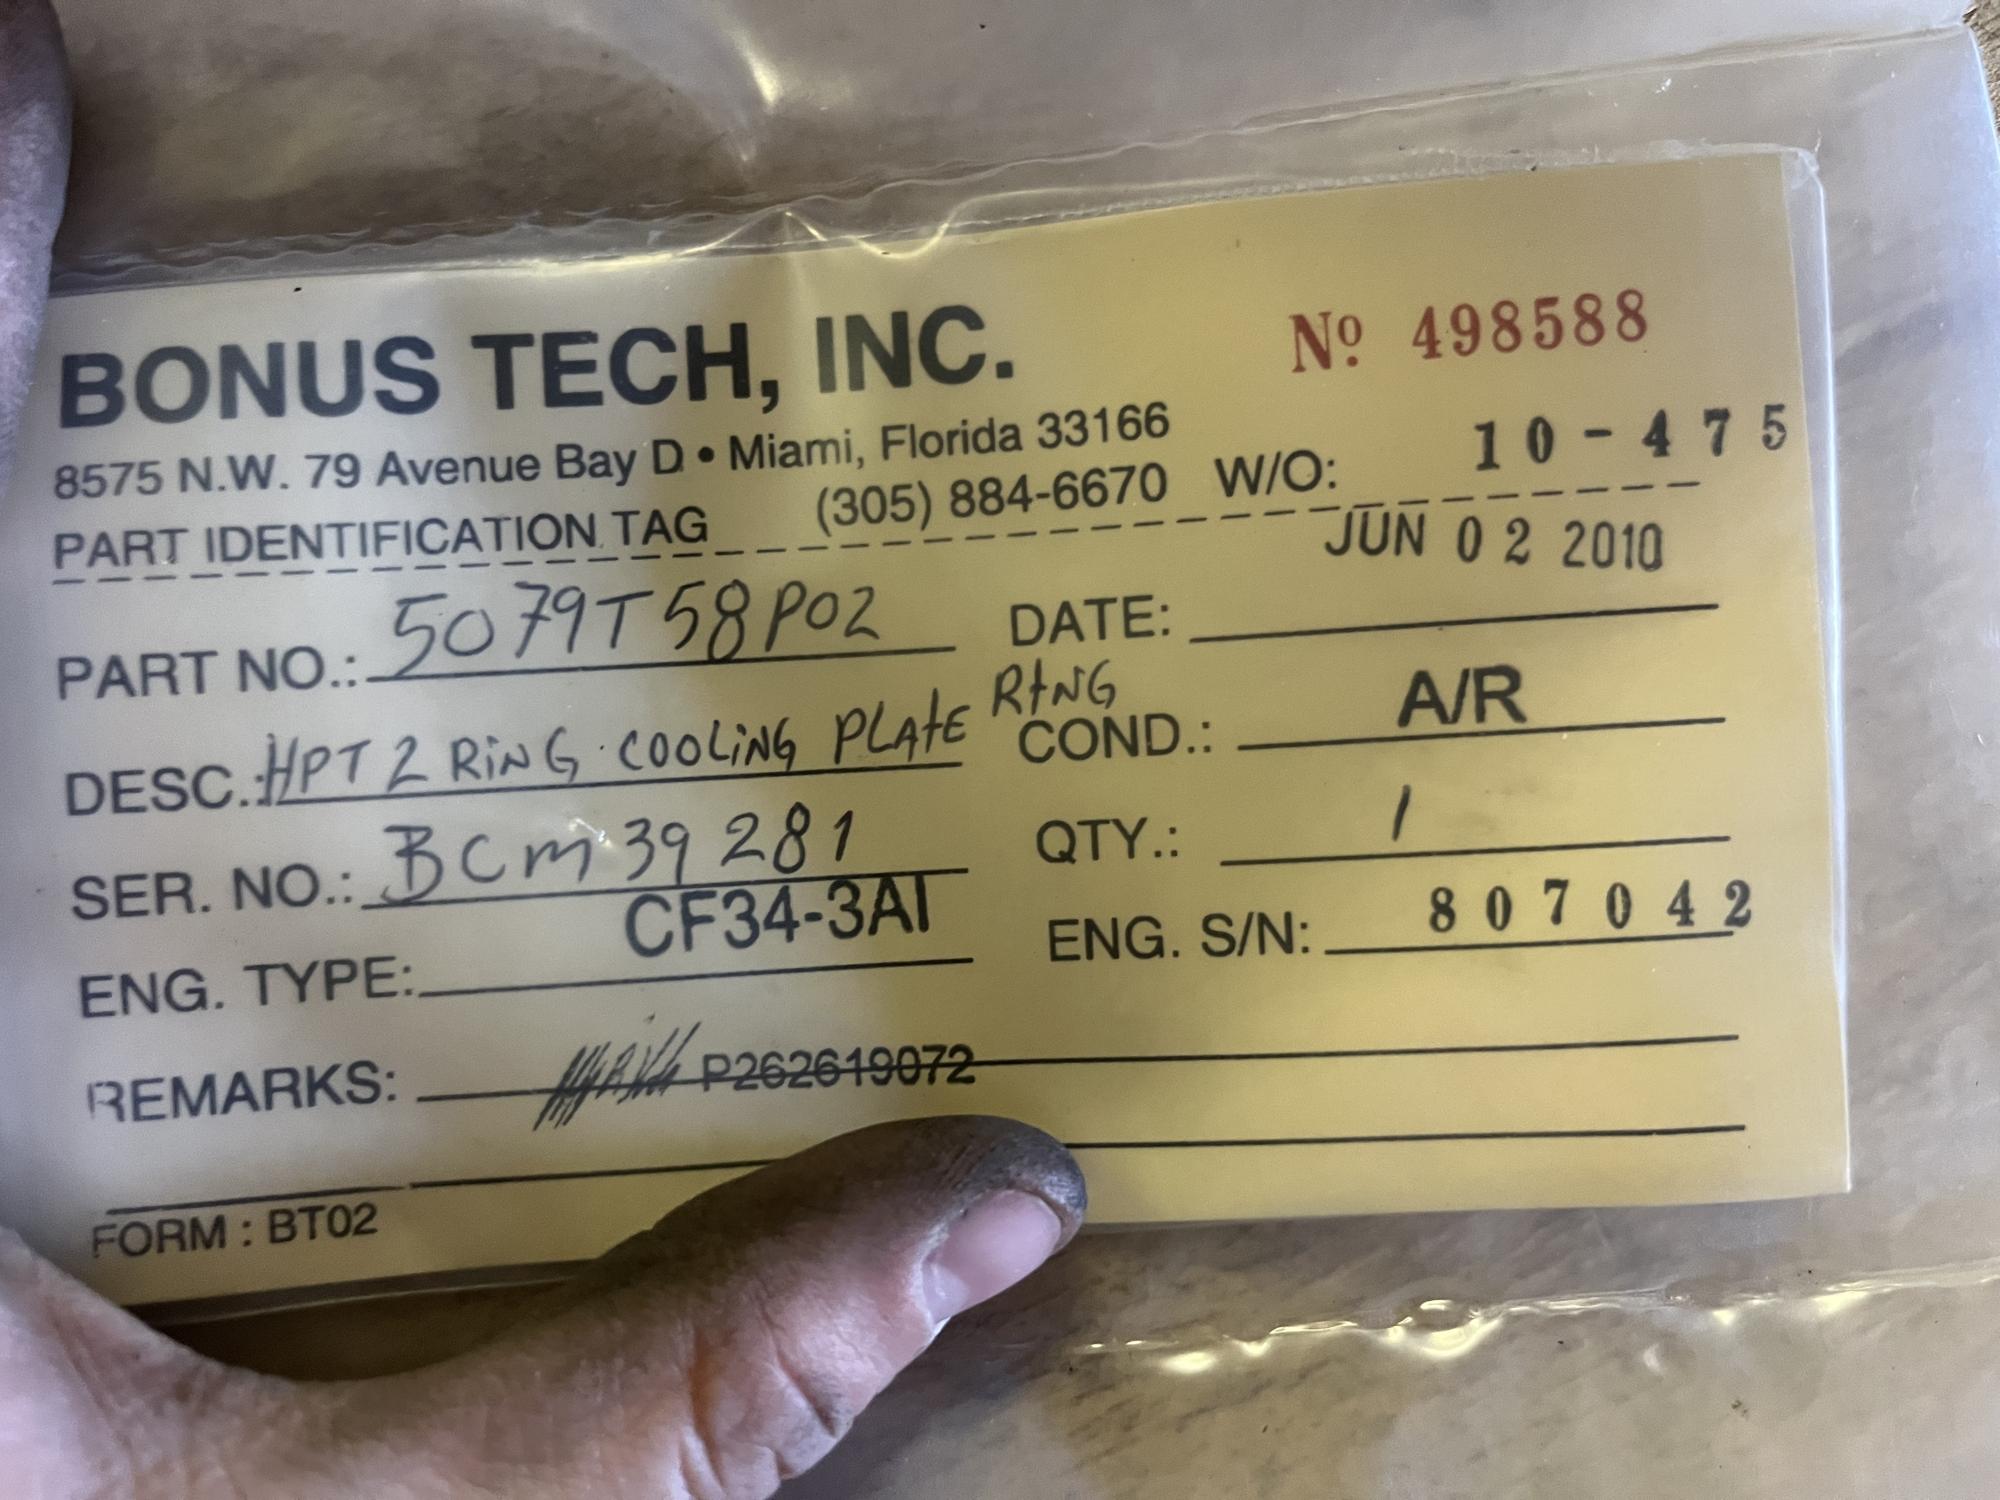 BONUS TECH, INC.
Nº 498588
8575 N.W. 79 Avenue Bay D • Miami, Florida 33166
PART IDENTIFICATION TAG (305) 884-6670 W/O: 10-475
PART NO.: 5079T58P02 DATE: JUN 02 2010
DESC.: HPT 2 RING COOLING PLATE RING COND.: A/R
SER. NO.: BCM39281 QTY.: 1
ENG. TYPE: CF34-3A1 ENG. S/N: 807042
REMARKS: P262619072
FORM : BT02